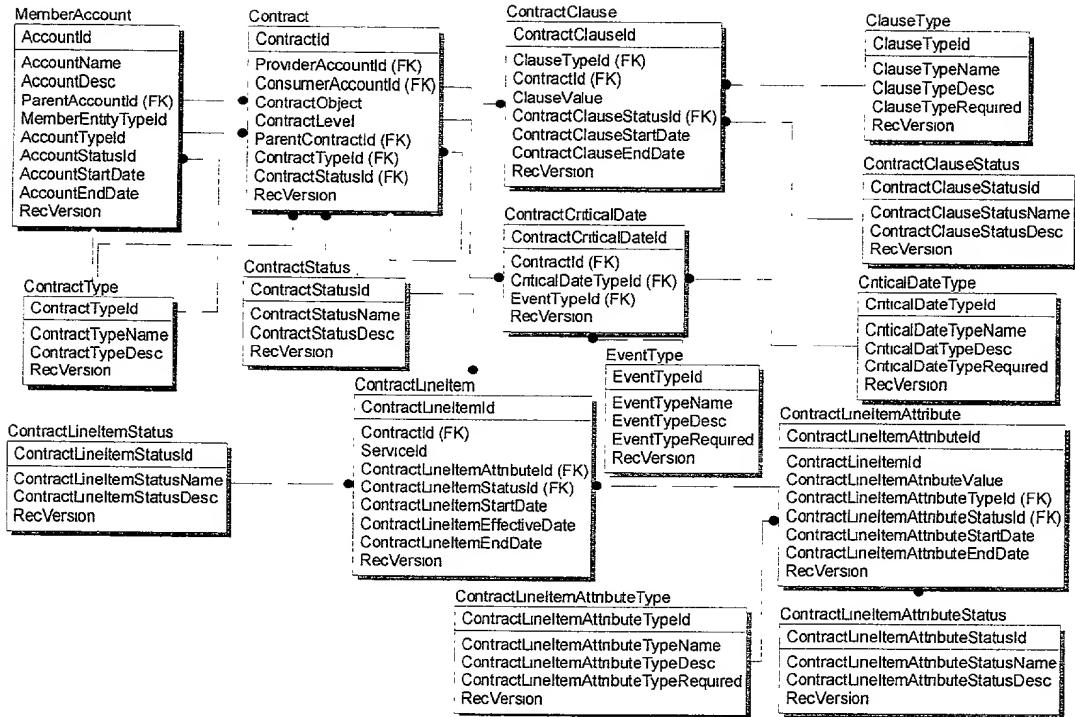 MemberAccount
AccountId
AccountName
AccountDesc
ParentAccountId (FK)
MemberEntityTypeId
AccountTypeId
AccountStatusId
AccountStartDate
AccountEndDate
RecVersion
Contract
ContractId
ProviderAccountId (FK)
ConsumerAccountId (FK)
ContractObject
ContractLevel
ParentContractId (FK)
ContractTypeId (FK)
ContractStatusId (FK)
RecVersion
ContractClause
ContractClauseId
ClauseTypeId (FK)
ContractId (FK)
ClauseValue
ContractClauseStatusId (FK)
ContractClauseStartDate
ContractClauseEndDate
RecVersion
ClauseType
ClauseTypeId
ClauseTypeName
ClauseTypeDesc
ClauseTypeRequired
RecVersion
ContractClauseStatus
ContractClauseStatusId
ContractClauseStatusName
ContractClauseStatusDesc
RecVersion
ContractCriticalDate
ContractCriticalDateId
ContractId (FK)
CriticalDateTypeId (FK)
EventTypeId (FK)
RecVersion
ContractStatus
ContractStatusId
ContractStatusName
ContractStatusDesc
RecVersion
ContractType
ContractTypeId
ContractTypeName
ContractTypeDesc
RecVersion
CriticalDateType
CriticalDateTypeId
CriticalDateTypeName
CriticalDatTypeDesc
CriticalDateTypeRequired
RecVersion
EventType
EventTypeId
EventTypeName
EventTypeDesc
EventTypeRequired
RecVersion
ContractLineItem
ContractLineItemId
ContractId (FK)
ServiceId
ContractLineItemAttributeId (FK)
ContractLineItemStatusId (FK)
ContractLineItemStartDate
ContractLineItemEffectiveDate
ContractLineItemEndDate
RecVersion
ContractLineItemStatus
ContractLineItemStatusId
ContractLineItemStatusName
ContractLineItemStatusDesc
RecVersion
ContractLineItemAttribute
ContractLineItemAttributeId
ContractLineItemId
ContractLineItemAttributeValue
ContractLineItemAttributeTypeId (FK)
ContractLineItemAttributeStatusId (FK)
ContractLineItemAttributeStartDate
ContractLineItemAttributeEndDate
RecVersion
ContractLineItemAttributeType
ContractLineItemAttributeTypeId
ContractLineItemAttributeTypeName
ContractLineItemAttributeTypeDesc
ContractLineItemAttributeTypeRequired
RecVersion
ContractLineItemAttributeStatus
ContractLineItemAttributeStatusId
ContractLineItemAttributeStatusName
ContractLineItemAttributeStatusDesc
RecVersion